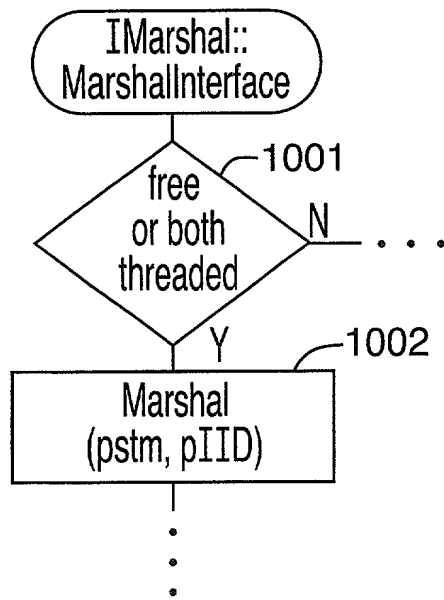 IMarshal::
MarshalInterface
1001
free
or both
threaded
N
Y
1002
Marshal
(pstm, pIID)